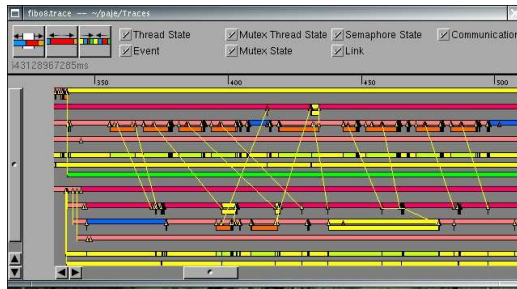 fibo8.trace -- ~/paje/Traces
Thread State
Mutex Thread State
Semaphore State
Communication
Event
Mutex State
Link
43128967285ms
350
400
450
500